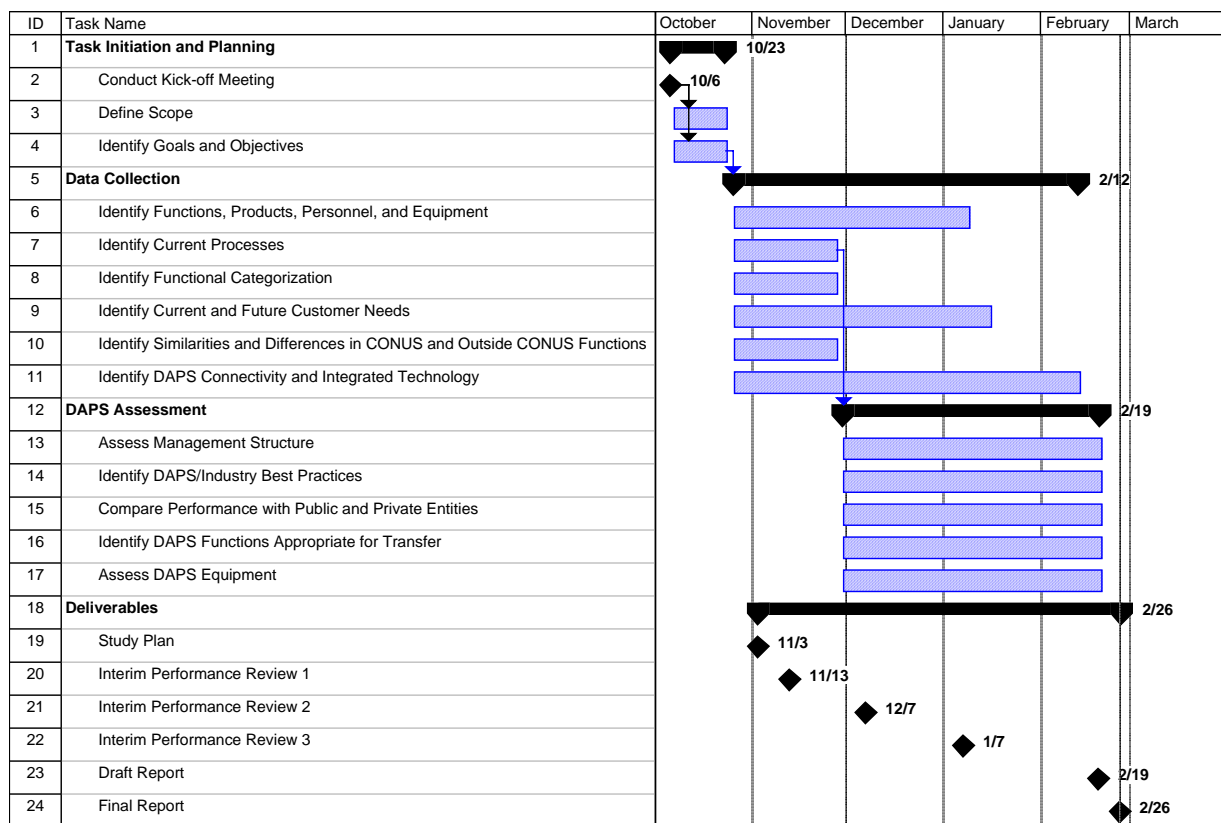 ID Task Name October November December January February March
1 Task Initiation and Planning 10/23
2 Conduct Kick-off Meeting 10/6
3 Define Scope
4 Identify Goals and Objectives
5 Data Collection 2/12
6 Identify Functions, Products, Personnel, and Equipment
7 Identify Current Processes
8 Identify Functional Categorization
9 Identify Current and Future Customer Needs
10 Identify Similarities and Differences in CONUS and Outside CONUS Functions
11 Identify DAPS Connectivity and Integrated Technology
12 DAPS Assessment 2/19
13 Assess Management Structure
14 Identify DAPS/Industry Best Practices
15 Compare Performance with Public and Private Entities
16 Identify DAPS Functions Appropriate for Transfer
17 Assess DAPS Equipment
18 Deliverables 2/26
19 Study Plan 11/3
20 Interim Performance Review 1 11/13
21 Interim Performance Review 2 12/7
22 Interim Performance Review 3 1/7
23 Draft Report 2/19
24 Final Report 2/26